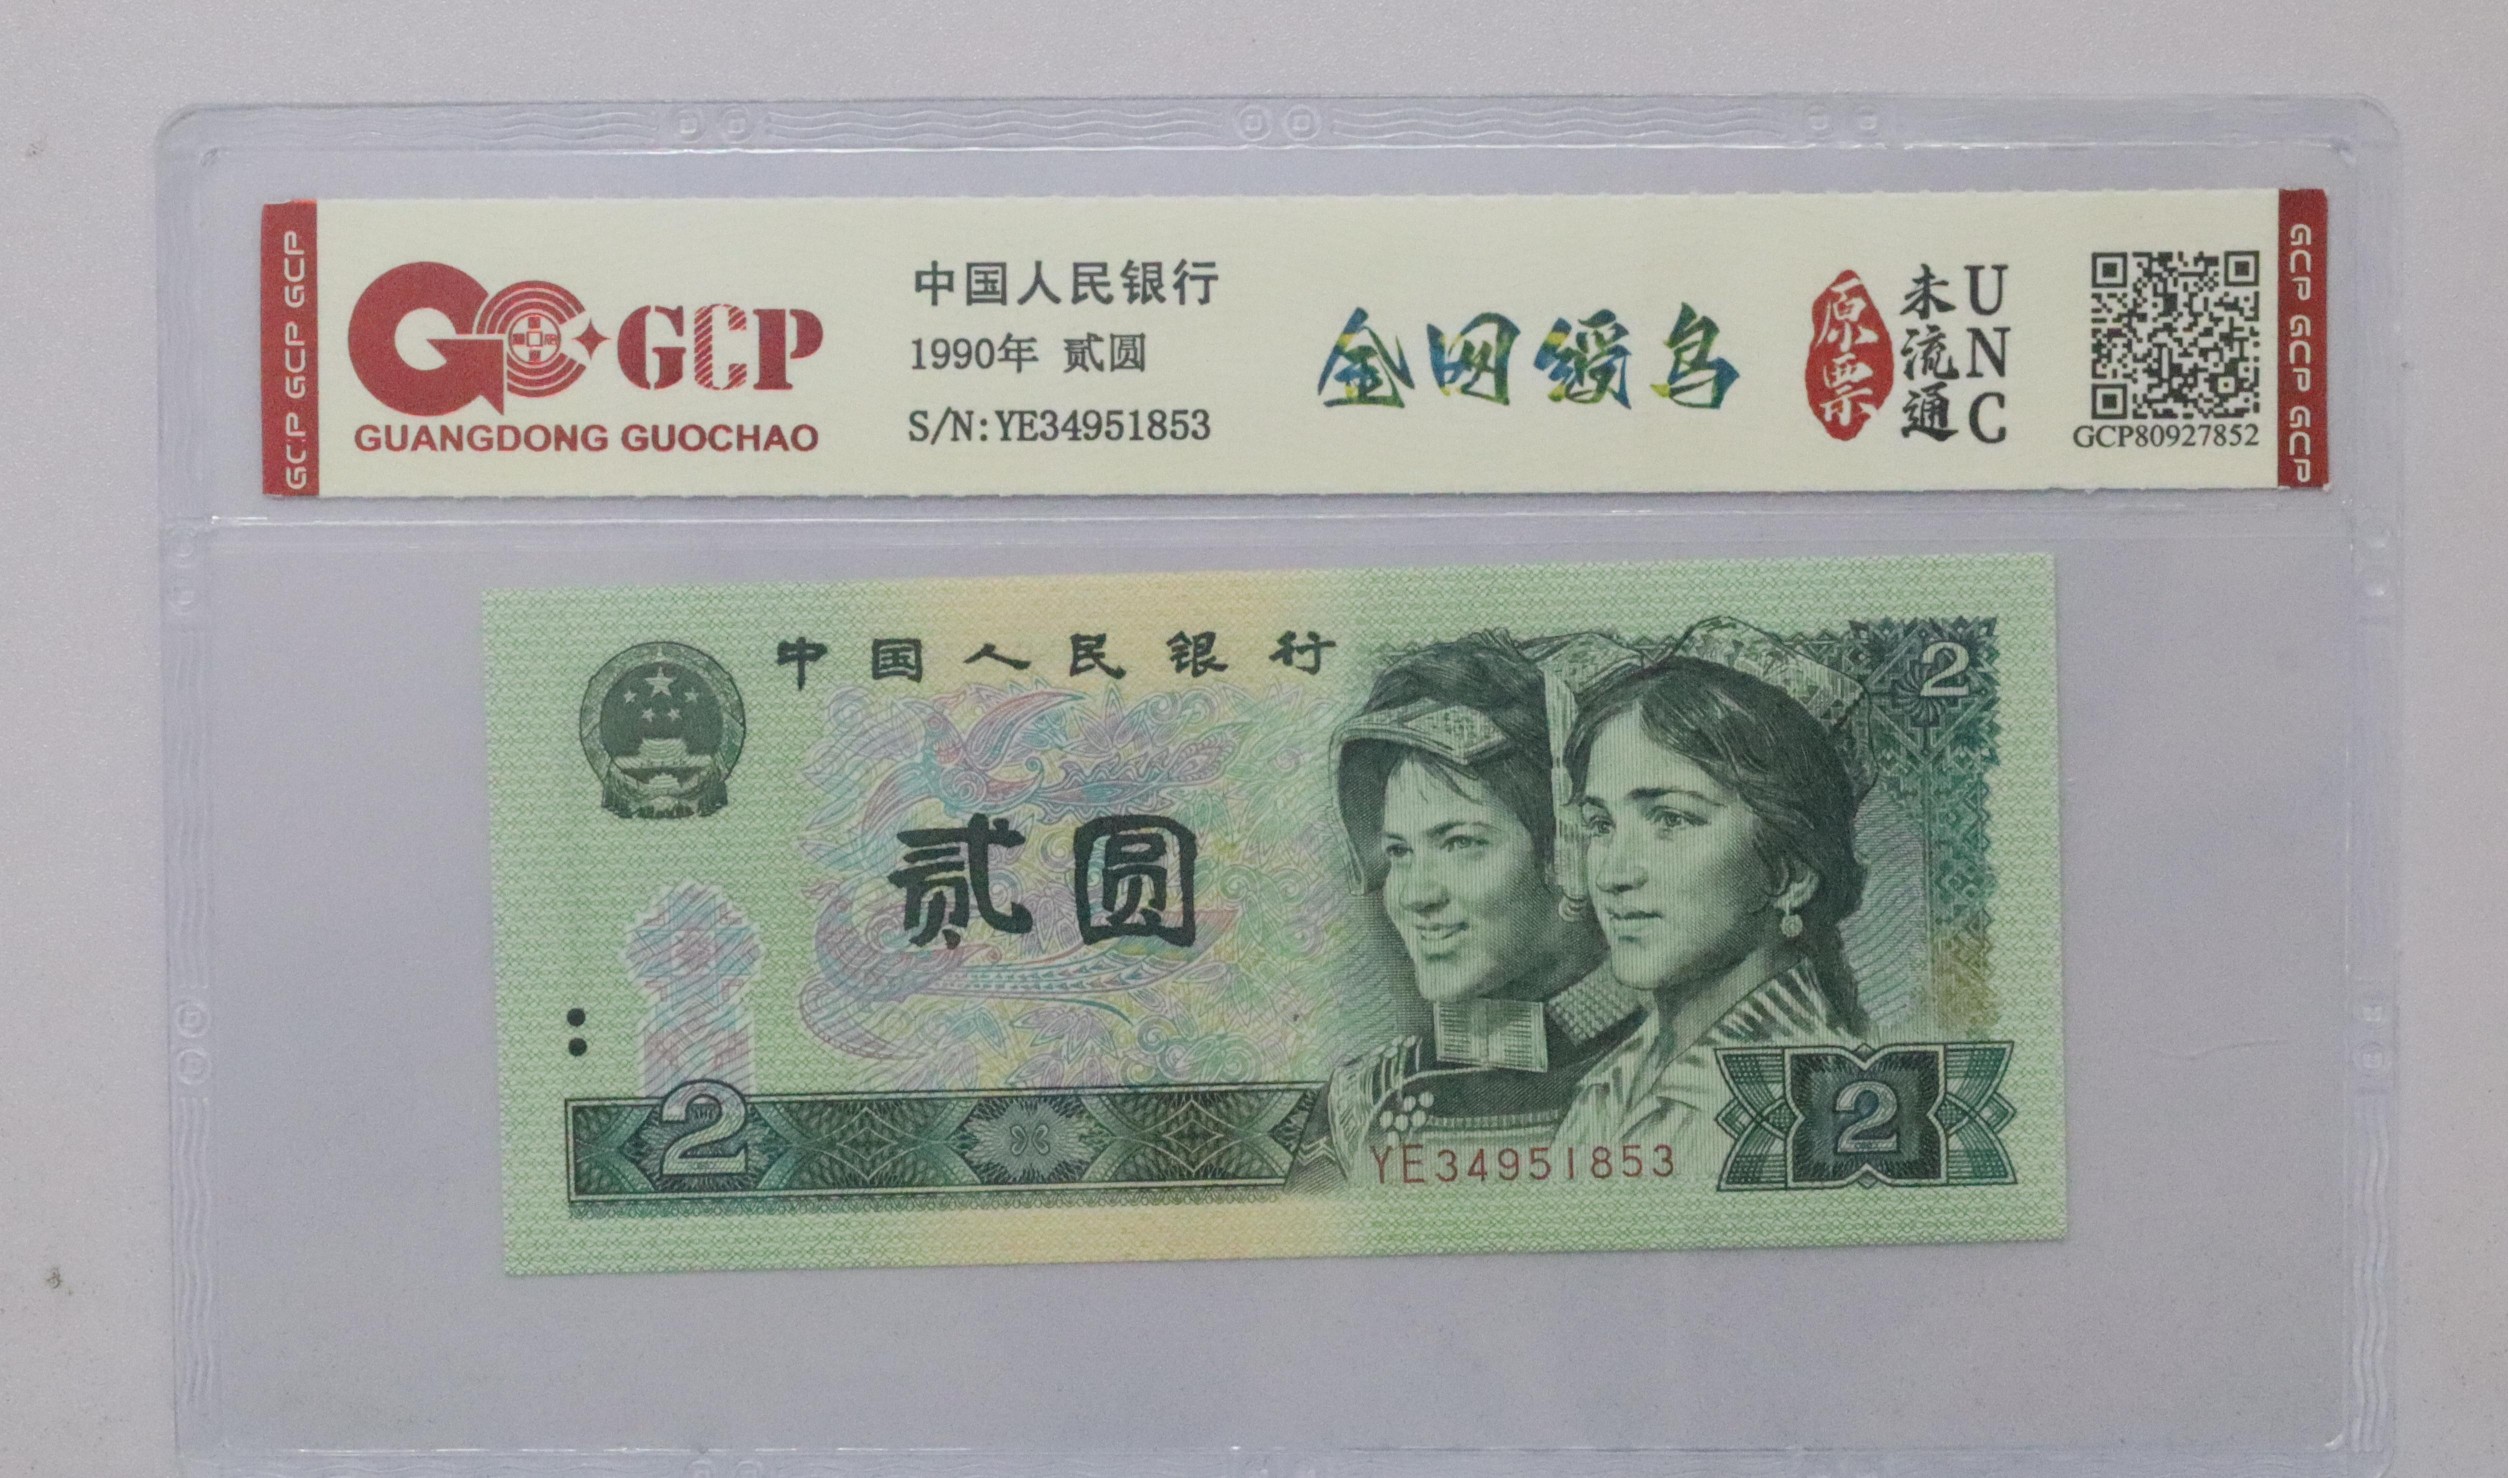 GCP GCP GCP
GCP
GUANGDONG GUOCHAO
中国人民银行
1990年 贰圆
S/N:YE34951853
金网绶鸟
原票
未流通
UNC
GCP80927852
GCP GCP GCP
中国人民银行
2
贰圆
2
YE34951853
2